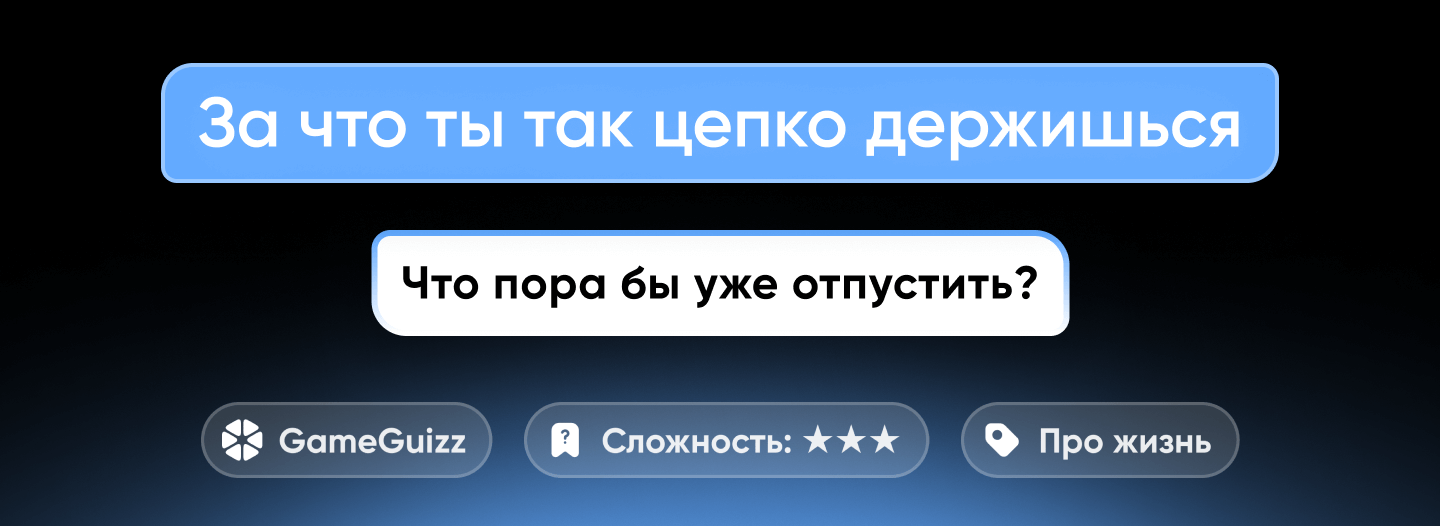 За что ты так цепко держишься
Что пора бы уже отпустить?
GameGuizz
Сложность: ★★★
Про жизнь